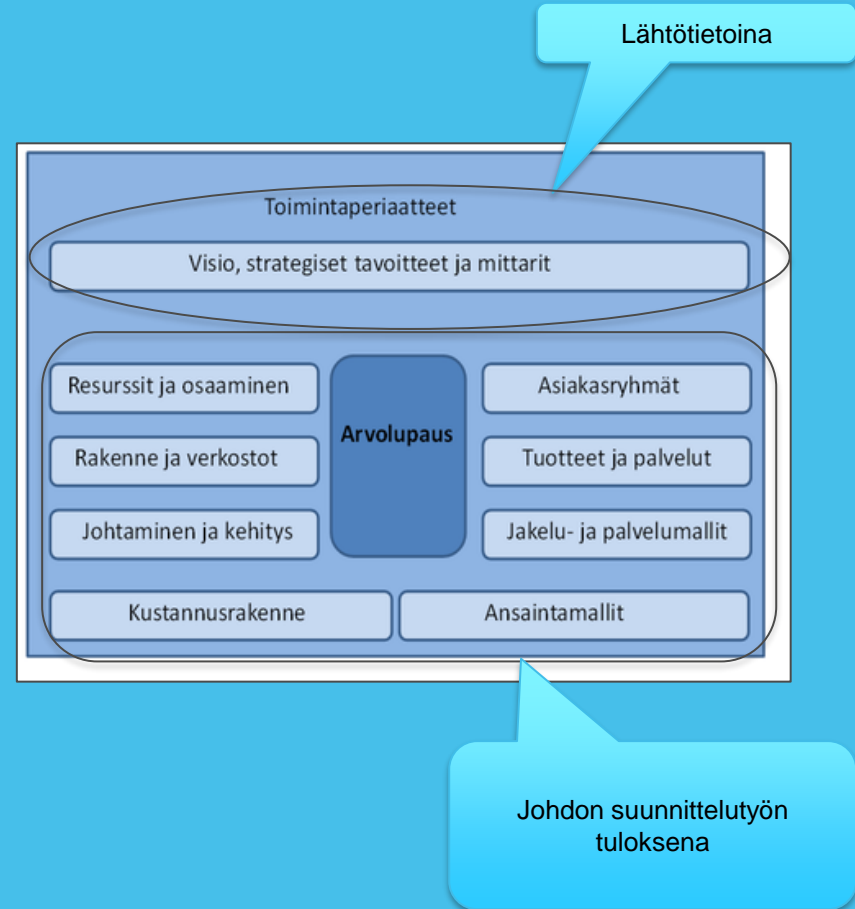 Lähtötietoina
Toimintaperiaatteet
Visio, strategiset tavoitteet ja mittarit
Resurssit ja osaaminen
Arvolupaus
Asiakasryhmät
Rakenne ja verkostot
Tuotteet ja palvelut
Johtaminen ja kehitys
Jakelu- ja palvelumallit
Kustannusrakenne
Ansaintamallit
Johdon suunnittelutyön
tuloksena